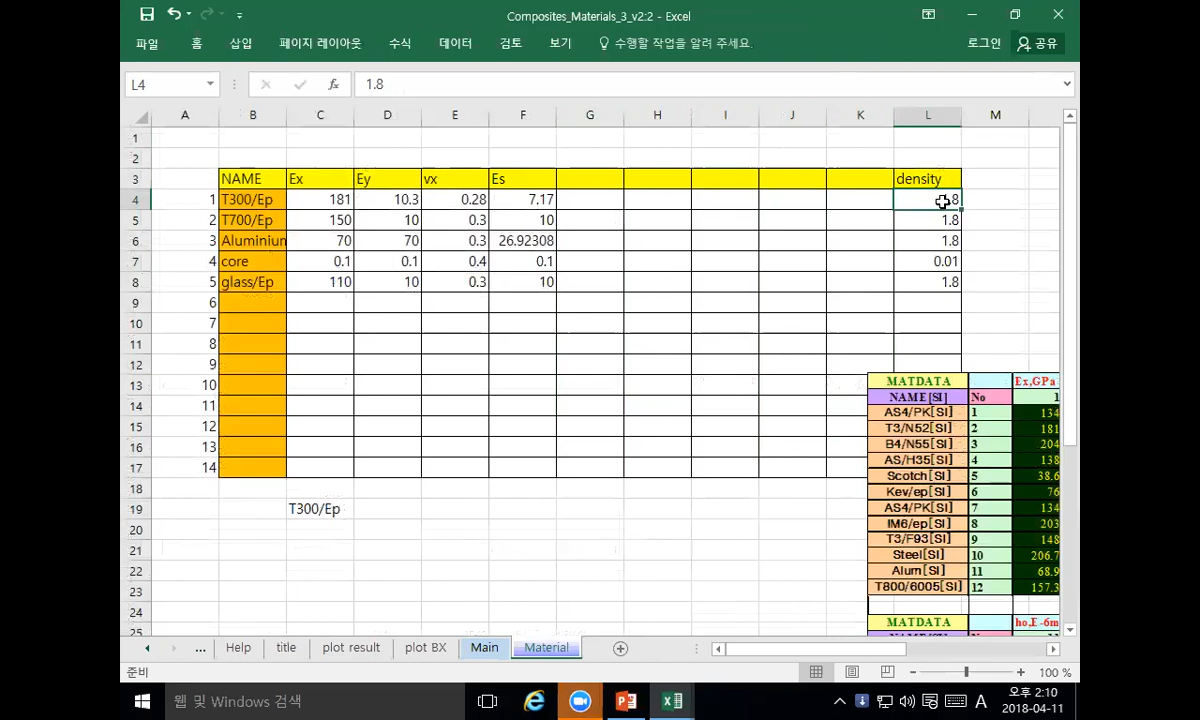 Composites_Materials_3_v2:2 - Excel
파일 홈 삽입 페이지 레이아웃 수식 데이터 검토 보기 수행할 작업을 알려 주세요. 로그인 공유
L4 fx 1.8
A B C D E F G H I J K L M
1
2
3 NAME Ex Ey vx Es density
4 1 T300/Ep 181 10.3 0.28 7.17 .8
5 2 T700/Ep 150 10 0.3 10 1.8
6 3 Aluminium 70 70 0.3 26.92308 1.8
7 4 core 0.1 0.1 0.4 0.1 0.01
8 5 glass/Ep 110 10 0.3 10 1.8
9 6
10 7
11 8
12 9
13 10
14 11
15 12
16 13
17 14
18
19 T300/Ep
20
21
22
23
24
25
MATDATA Ex,GPa
NAME[SI] No 1
AS4/PK[SI] 1 134
T3/N52[SI] 2 181
B4/N55[SI] 3 204
AS/H35[SI] 4 138
Scotch[SI] 5 38.6
Kev/ep[SI] 6 76
AS4/PK[SI] 7 134
IM6/ep[SI] 8 203
T3/F93[SI] 9 148
Steel[SI] 10 206.7
Alum[SI] 11 68.9
T800/6005[SI] 12 157.3
MATDATA ho,E-6m
... Help title plot result plot BX Main Material
준비 100 %
웹 및 Windows 검색 A 오후 2:10
2018-04-11